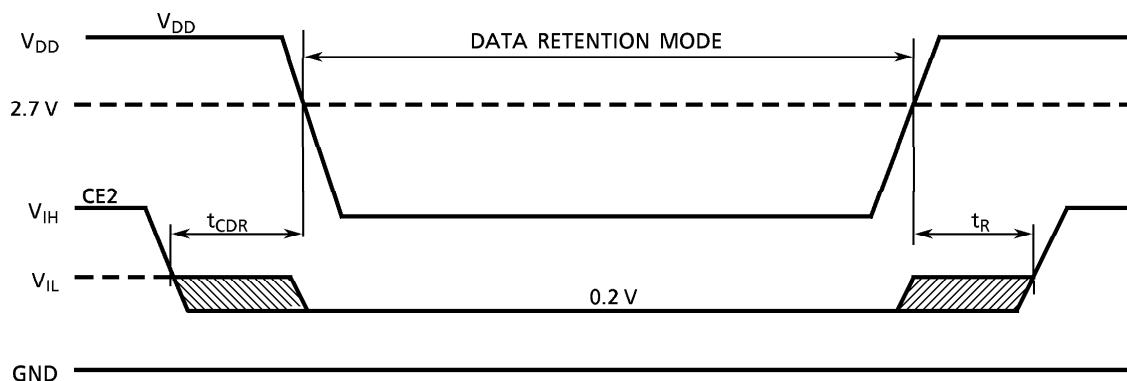 VDD
VDD
DATA RETENTION MODE
2.7 V
CE2
VIH
tCDR
tR
VIL
0.2 V
GND